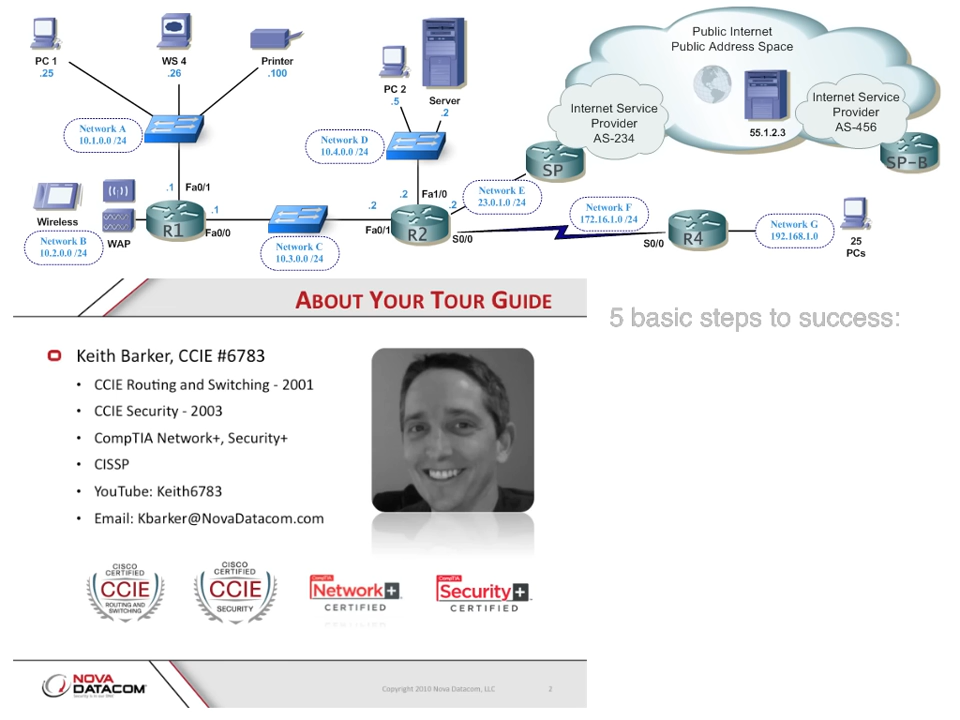 Public Internet
Public Address Space
PC 1
.25
WS 4
.26
Printer
.100
PC 2
.5
Server
.2
Internet Service
Provider
AS-234
Internet Service
Provider
AS-456
55.1.2.3
Network A
10.1.0.0 /24
Network D
10.4.0.0 /24
SP
SP-B
.1 Fa0/1
.2 Fa1/0
Network E
23.0.1.0 /24
Wireless
Network B
10.2.0.0 /24
WAP
R1
.1
Fa0/0
Network C
10.3.0.0 /24
.2
Fa0/1
R2
.2
S0/0
Network F
172.16.1.0 /24
S0/0
R4
Network G
192.168.1.0
25
PCs
ABOUT YOUR TOUR GUIDE
5 basic steps to success:
Keith Barker, CCIE #6783
• CCIE Routing and Switching - 2001
• CCIE Security - 2003
• CompTIA Network+, Security+
• CISSP
• YouTube: Keith6783
• Email: Kbarker@NovaDatacom.com
CISCO
CERTIFIED
CCIE
ROUTING AND
SWITCHING
CISCO
CERTIFIED
CCIE
SECURITY
CompTIA
Network+
CERTIFIED
CompTIA
Security+
CERTIFIED
NOVA
DATACOM
Copyright 2010 Nova Datacom, LLC
2